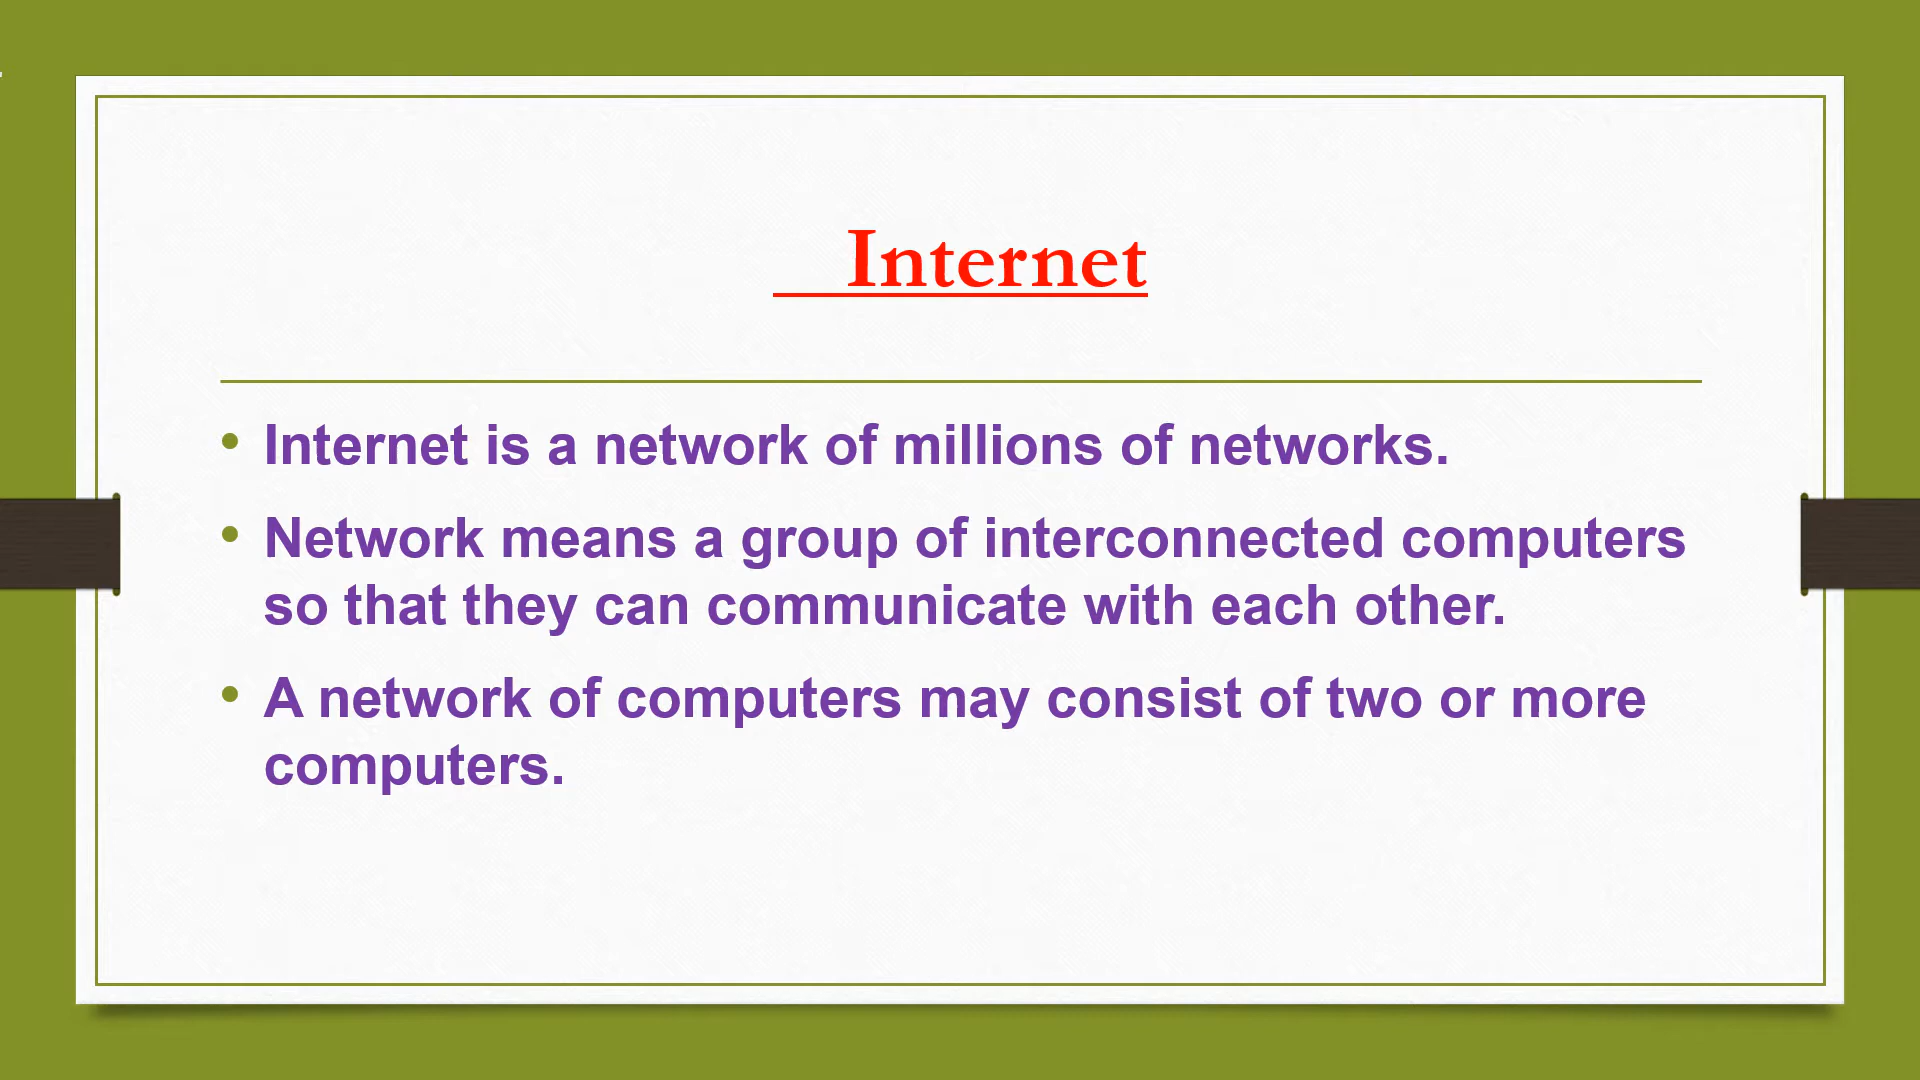 Internet
• Internet is a network of millions of networks.
• Network means a group of interconnected computers
so that they can communicate with each other.
• A network of computers may consist of two or more
computers.